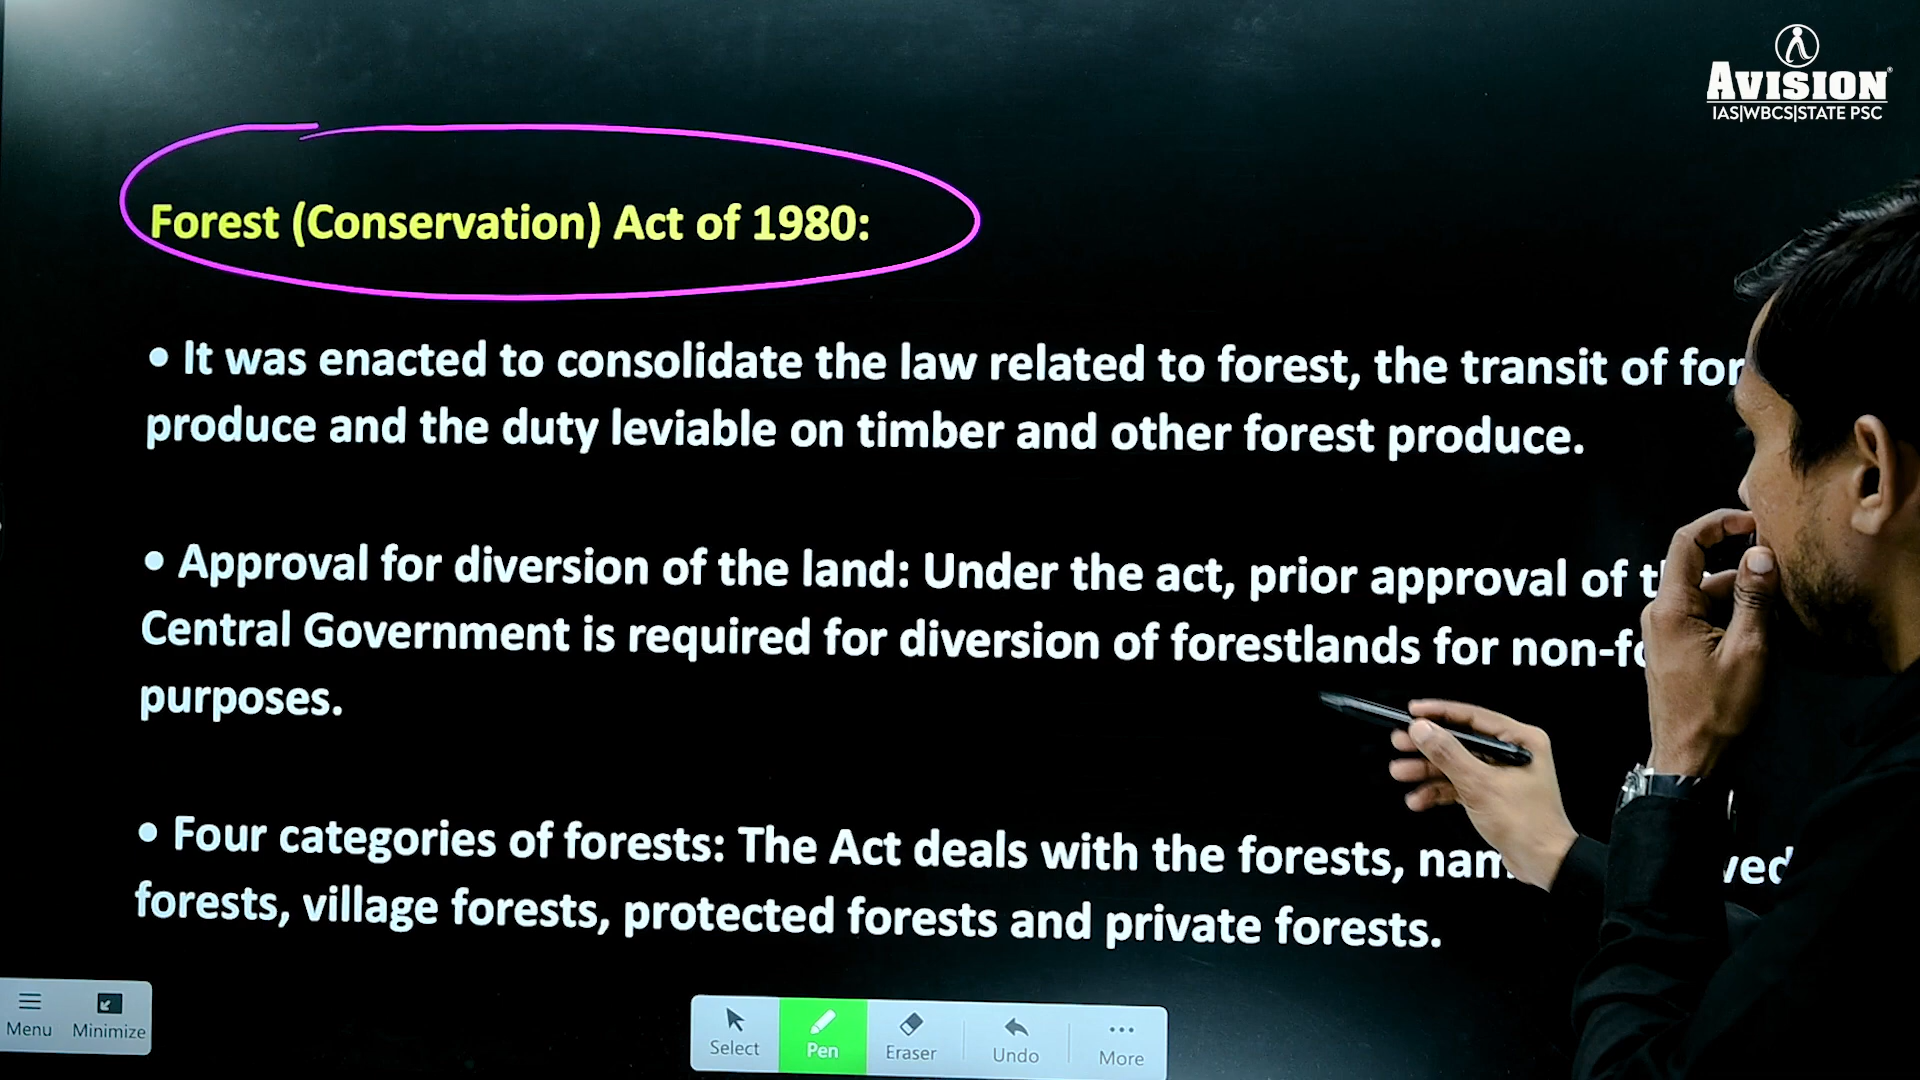 AVISION
IAS|WBCS|STATE PSC
Forest (Conservation) Act of 1980:
• It was enacted to consolidate the law related to forest, the transit of
produce and the duty leviable on timber and other forest produce.
• Approval for diversion of the land: Under the act, prior approval of
Central Government is required for diversion of forestlands for
purposes.
• Four categories of forests: The Act deals with the forests,
forests, village forests, protected forests and private forests.
Menu Minimize Select Pen Eraser Undo More